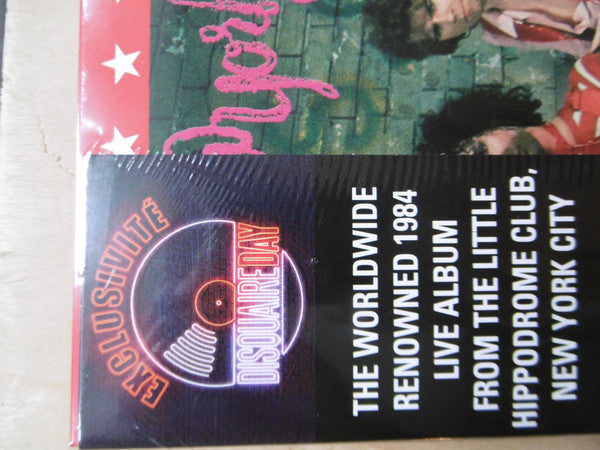 EXCLUSIVITÉ
DISQUAIRE DAY
THE WORLDWIDE
RENOWNED 1984
LIVE ALBUM
FROM THE LITTLE
HIPPODROME CLUB,
NEW YORK CITY